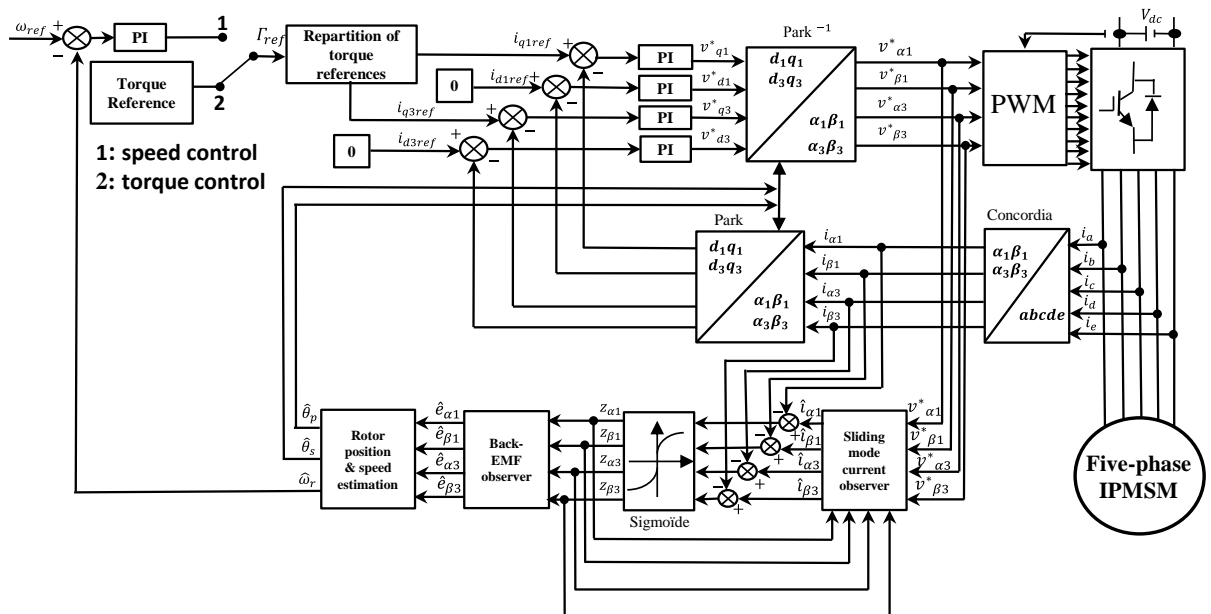 ω_ref
+
−
PI
1
Torque
Reference
2
Γ_ref
Repartition of
torque
references
1: speed control
2: torque control
i_q1ref
+
−
0
i_d1ref
+
−
i_q3ref
+
−
0
i_d3ref
+
−
PI
PI
PI
PI
v*_q1
v*_d1
v*_q3
v*_d3
Park ⁻¹
d₁q₁
d₃q₃
α₁β₁
α₃β₃
v*_α1
v*_β1
v*_α3
v*_β3
PWM
V_dc
Park
d₁q₁
d₃q₃
α₁β₁
α₃β₃
i_α1
i_β1
i_α3
i_β3
Concordia
α₁β₁
α₃β₃
abcde
i_a
i_b
i_c
i_d
i_e
θ̂_p
θ̂_s
ω̂_r
Rotor
position
& speed
estimation
ê_α1
ê_β1
ê_α3
ê_β3
Back-
EMF
observer
z_α1
z_β1
z_α3
z_β3
Sigmoïde
−
+
−
+
−
+
−
+
î_α1
î_β1
î_α3
î_β3
Sliding
mode
current
observer
v*_α1
v*_β1
v*_α3
v*_β3
Five-phase
IPMSM